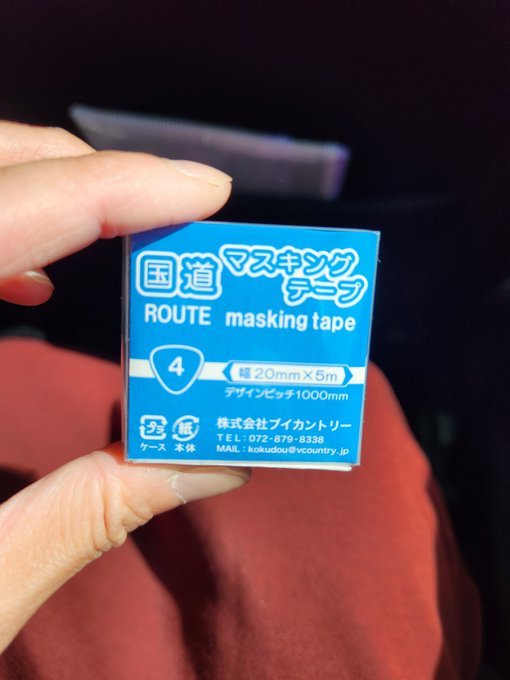 国道 マスキング
テープ
ROUTE masking tape
4
幅 20mm×5m
デザインピッチ1000mm
プラ 紙
ケース 本体
株式会社ブイカントリー
TEL：072-879-8338
MAIL：kokudou@vcountry.jp